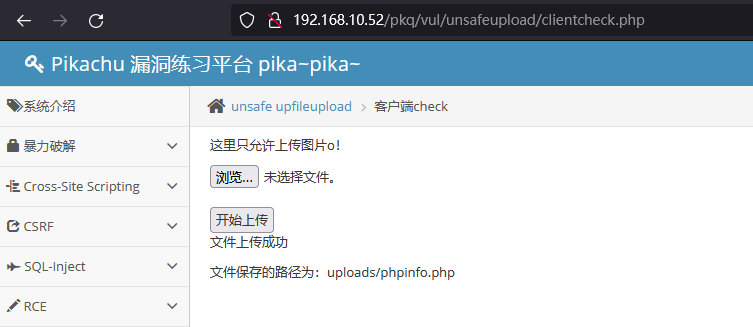 192.168.10.52/pkq/vul/unsafeupload/clientcheck.php
Pikachu 漏洞练习平台 pika~pika~
系统介绍
unsafe upfileupload > 客户端check
这里只允许上传图片o!
暴力破解
浏览... 未选择文件。
Cross-Site Scripting
开始上传
CSRF
文件上传成功
SQL-Inject
文件保存的路径为：uploads/phpinfo.php
RCE